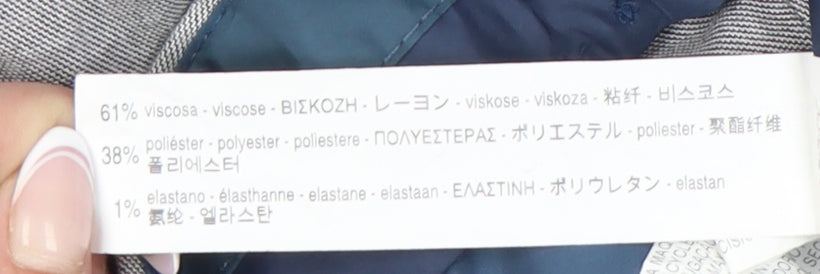 61% viscosa - viscose - ΒΙΣΚΟΖΗ - レーヨン - viskose - viskoza - 粘纤 - 비스코스
38% poliéster - polyester - poliestere - ΠΟΛΥΕΣΤΕΡΑΣ - ポリエステル - poliester - 聚酯纤维
폴리에스터
1% elastano - élasthanne - elastane - elastaan - ΕΛΑΣΤΙΝΗ - ポリウレタン - elastan
氨纶 - 엘라스탄